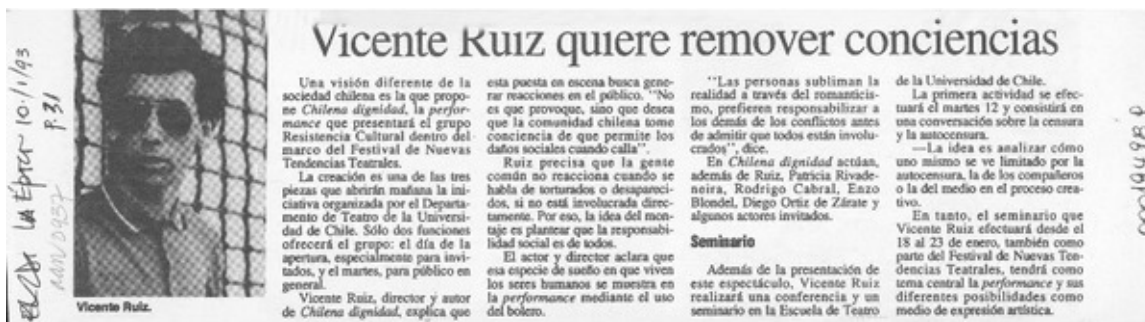 Vicente Ruiz quiere remover conciencias
Una visión diferente de la
sociedad chilena es la que propo-
ne Chilena dignidad, la perfor-
mance que presentará el grupo
Resistencia Cultural dentro del
marco del Festival de Nuevas
Tendencias Teatrales.
La creación es una de las tres
piezas que abrirán mañana la ini-
ciativa organizada por el Departa-
mento de Teatro de la Universi-
dad de Chile. Sólo dos funciones
ofrecerá el grupo: el día de la
apertura, especialmente para invi-
tados, y el martes, para público en
general.
Vicente Ruiz, director y autor
de Chilena dignidad, explica que
esta puesta en escena busca gene-
rar reacciones en el público. "No
es que provoque, sino que desea
que la comunidad chilena tome
conciencia de que permite los
daños sociales cuando calla".
Ruiz precisa que la gente
común no reacciona cuando se
habla de torturados o desapareci-
dos, si no está involucrada direc-
tamente. Por eso, la idea del mon-
taje es plantear que la responsabi-
lidad social es de todos.
El actor y director aclara que
esa especie de sueño en que viven
los seres humanos se muestra en
la performance mediante el uso
del bolero.
"Las personas subliman la
realidad a través del romanticis-
mo, prefieren responsabilizar a
los demás de los conflictos antes
de admitir que todos están involu-
crados", dice.
En Chilena dignidad actúan,
además de Ruiz, Patricia Rivade-
neira, Rodrigo Cabral, Enzo
Blondel, Diego Ortiz de Zárate y
algunos actores invitados.
Seminario
Además de la presentación de
este espectáculo, Vicente Ruiz
realizará una conferencia y un
seminario en la Escuela de Teatro
de la Universidad de Chile.
La primera actividad se efec-
tuará el martes 12 y consistirá en
una conversación sobre la censura
y la autocensura.
—La idea es analizar cómo
uno mismo se ve limitado por la
autocensura, la de los compañeros
o la del medio en el proceso crea-
tivo.
En tanto, el seminario que
Vicente Ruiz efectuará desde el
18 al 23 de enero, también como
parte del Festival de Nuevas Ten-
dencias Teatrales, tendrá como
tema central la performance y sus
diferentes posibilidades como
medio de expresión artística.
Vicente Ruiz.
La Época 10/1/93
P. 31